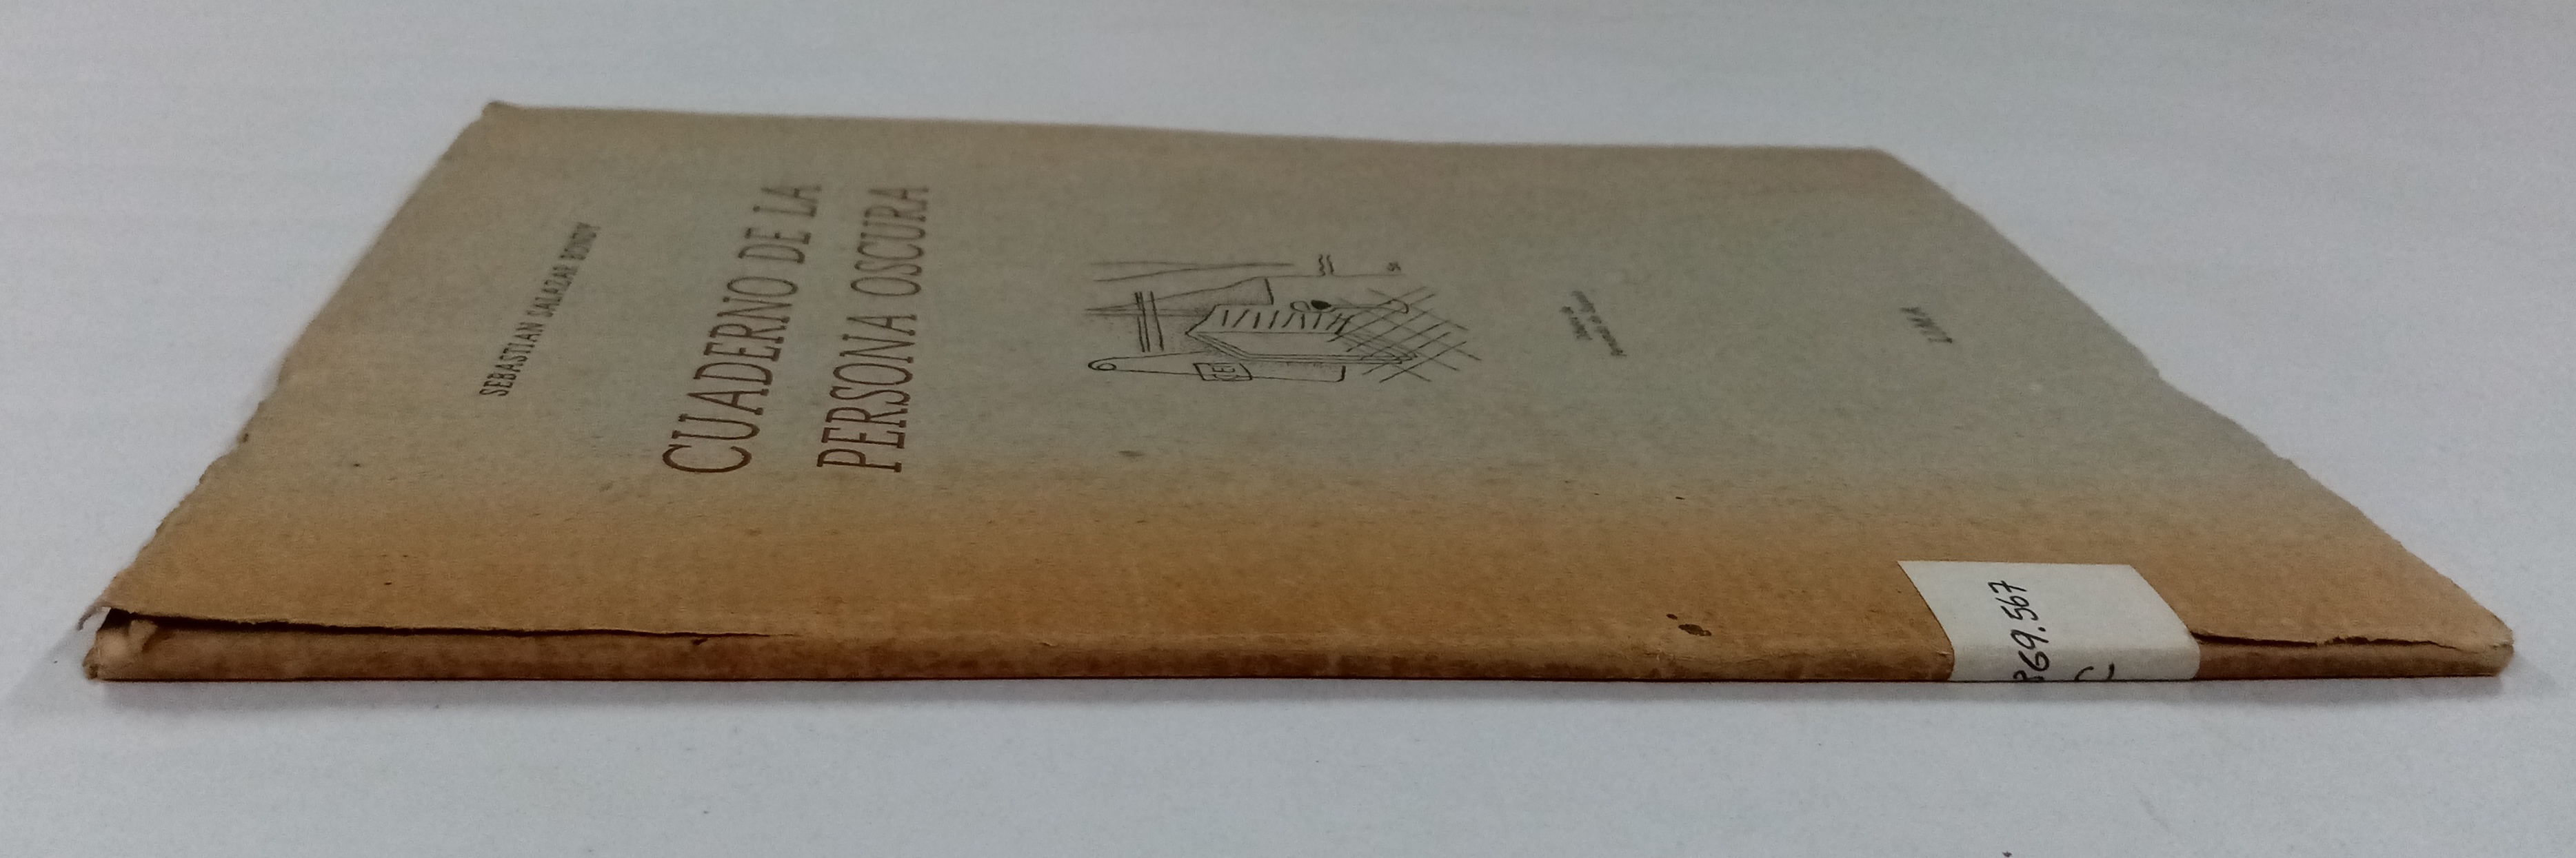 SEBASTIAN SALAZAR BONDY
CUADERNO DE LA
PERSONA OSCURA
LIMA
869.567
C